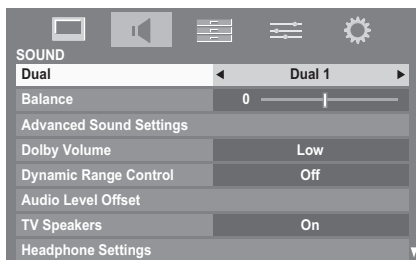 SOUND
Dual Dual 1
Balance 0
Advanced Sound Settings
Dolby Volume Low
Dynamic Range Control Off
Audio Level Offset
TV Speakers On
Headphone Settings